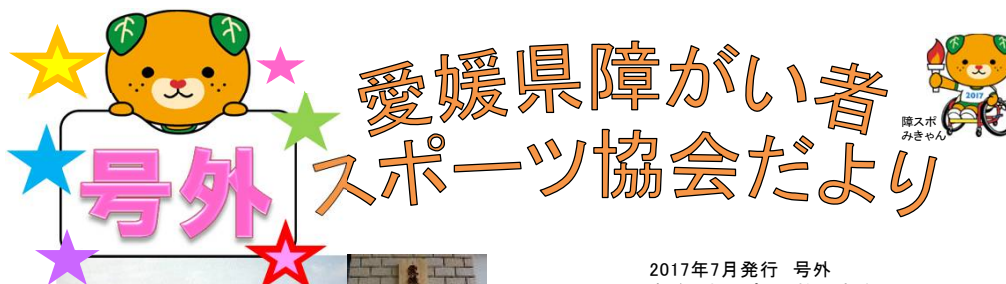 号外
愛媛県障がい者
スポーツ協会だより
2017
障スポ
みきゃん
2017年7月発行 号外